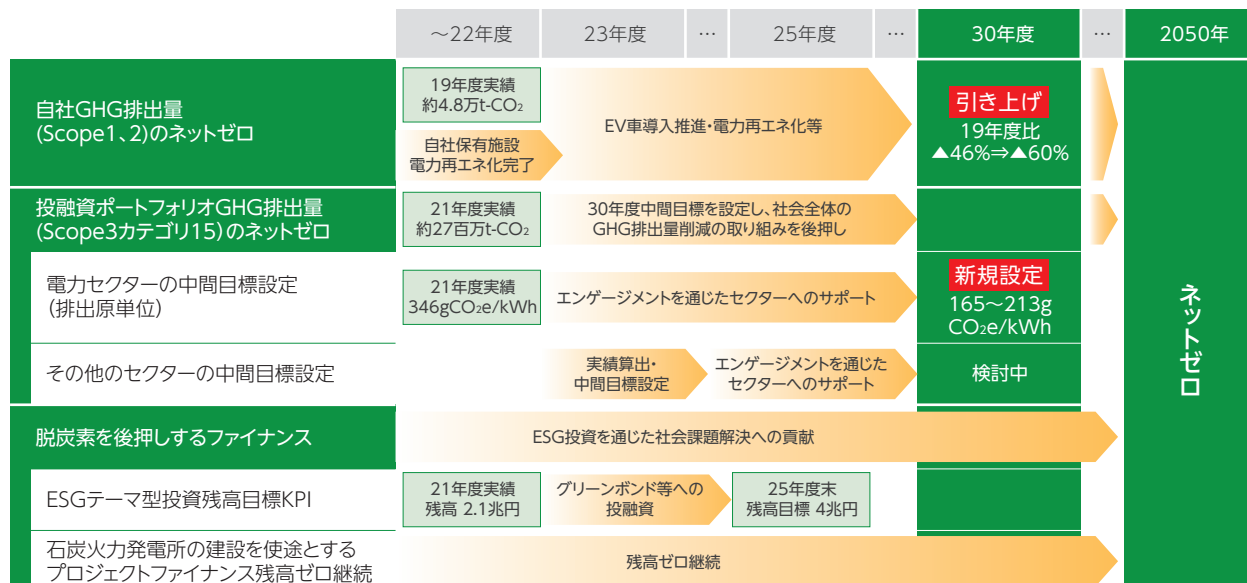 ～22年度
23年度
…
25年度
…
30年度
…
2050年
自社GHG排出量
(Scope1、2)のネットゼロ
19年度実績
約4.8万t-CO₂
自社保有施設
電力再エネ化完了
EV車導入推進・電力再エネ化等
引き上げ
19年度比
▲46%⇒▲60%
投融資ポートフォリオGHG排出量
(Scope3カテゴリ15)のネットゼロ
21年度実績
約27百万t-CO₂
30年度中間目標を設定し、社会全体の
GHG排出量削減の取り組みを後押し
電力セクターの中間目標設定
(排出原単位)
21年度実績
346gCO₂e/kWh
エンゲージメントを通じたセクターへのサポート
新規設定
165～213g
CO₂e/kWh
その他のセクターの中間目標設定
実績算出・
中間目標設定
エンゲージメントを通じた
セクターへのサポート
検討中
ネットゼロ
脱炭素を後押しするファイナンス
ESG投資を通じた社会課題解決への貢献
ESGテーマ型投資残高目標KPI
21年度実績
残高 2.1兆円
グリーンボンド等への
投融資
25年度末
残高目標 4兆円
石炭火力発電所の建設を使途とする
プロジェクトファイナンス残高ゼロ継続
残高ゼロ継続